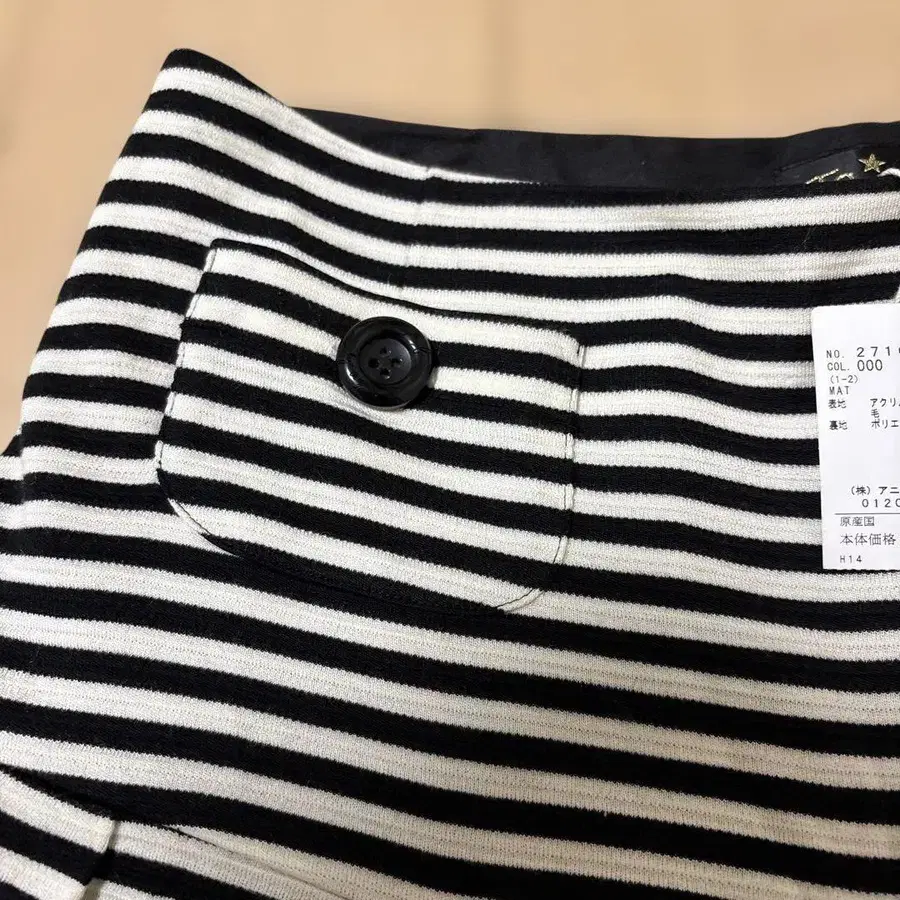 NO. 271
COL. 000
(1-2)
MAT
表地 アクリ
毛
裏地 ポリエ
(株) アニ
0120
原産国
本体価格
H14